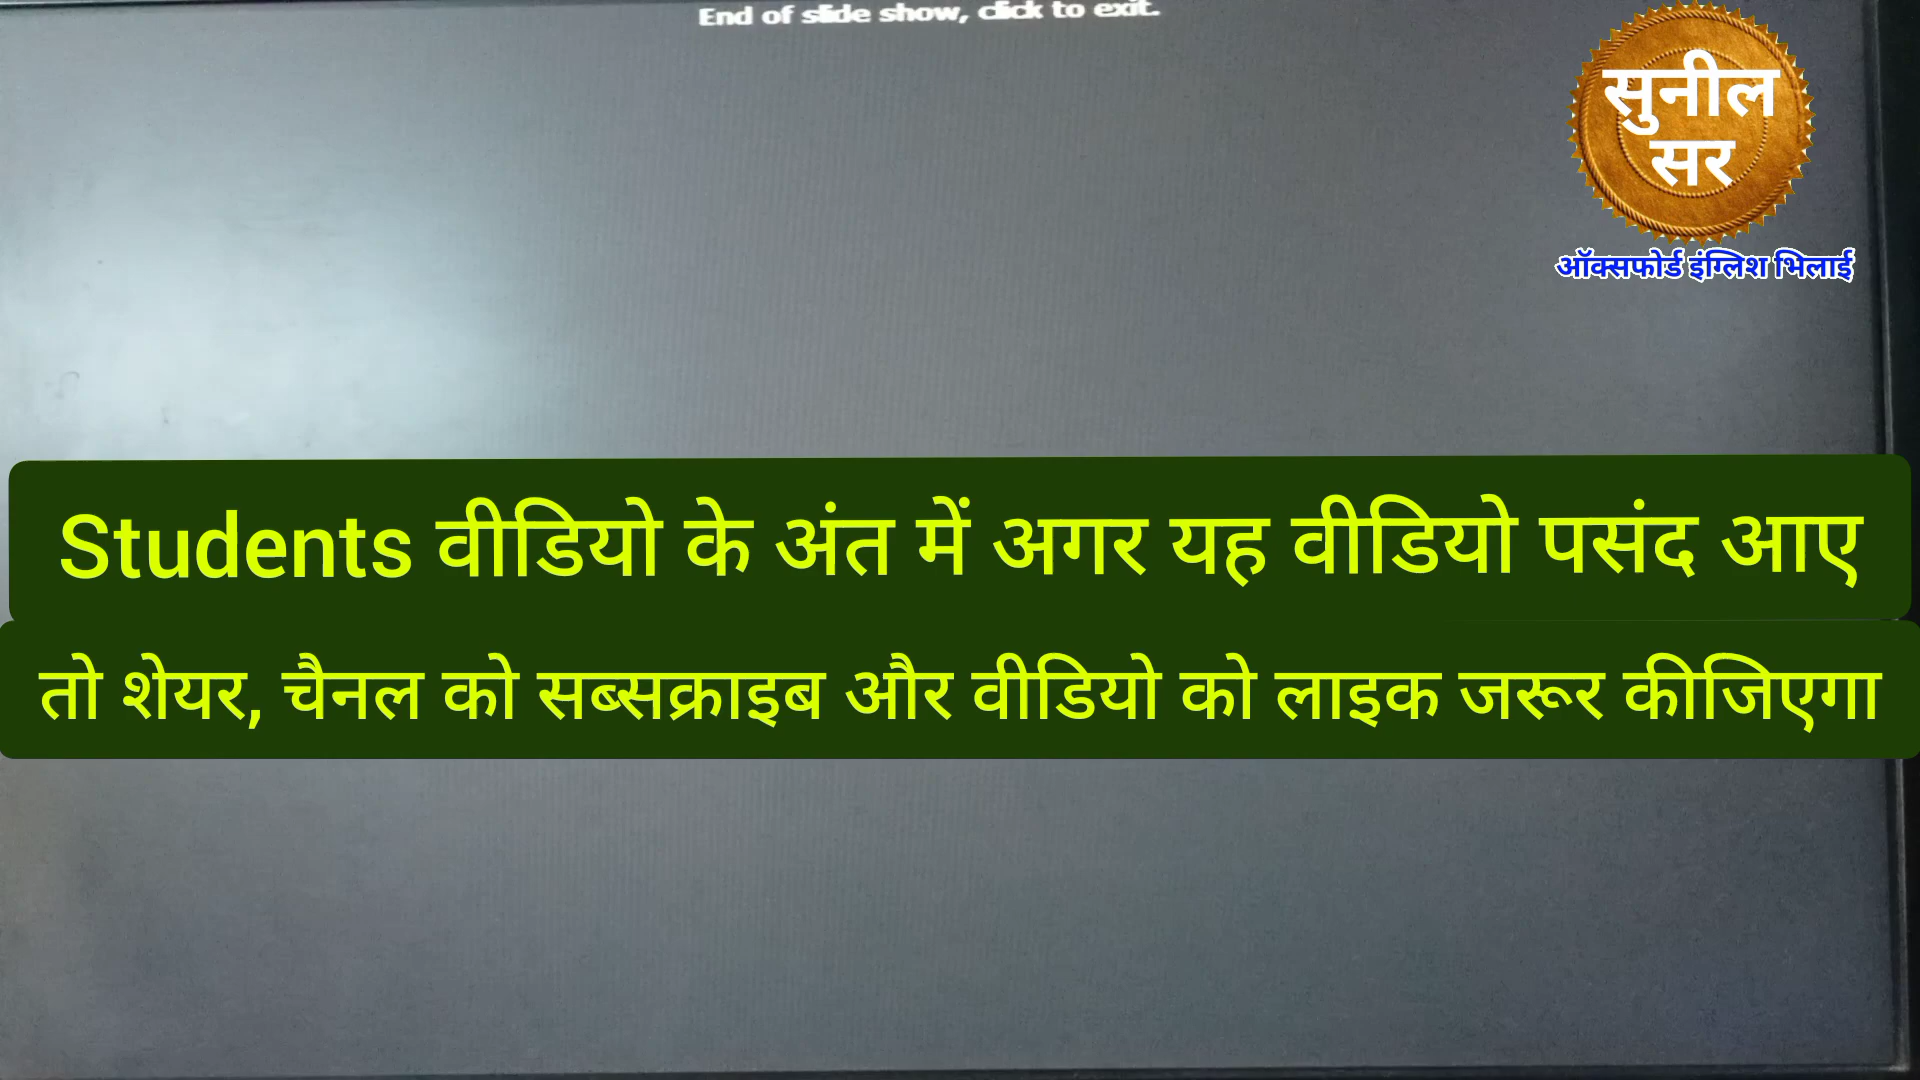 End of slide show, click to exit.
सुनील
सर
ऑक्सफोर्ड इंग्लिश भिलाई
Students वीडियो के अंत में अगर यह वीडियो पसंद आए
तो शेयर, चैनल को सब्सक्राइब और वीडियो को लाइक जरूर कीजिएगा